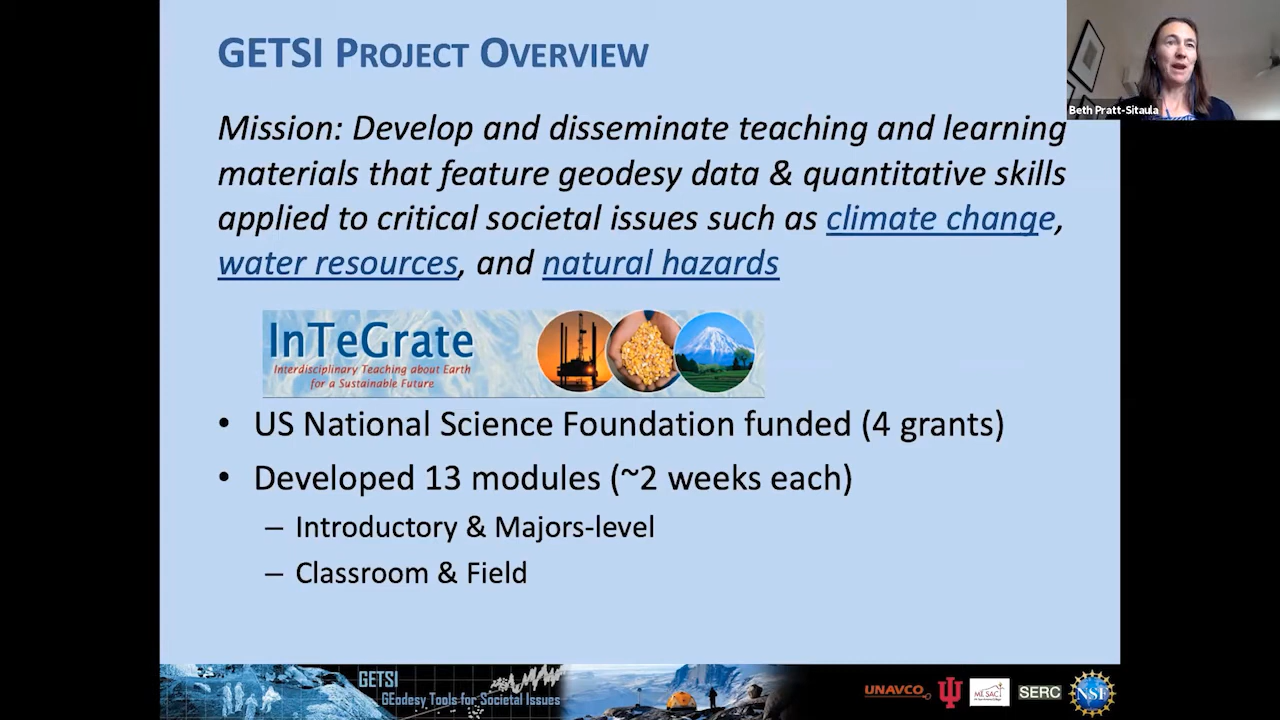 GETSI PROJECT OVERVIEW
Beth Pratt-Sitaula
Mission: Develop and disseminate teaching and learning
materials that feature geodesy data & quantitative skills
applied to critical societal issues such as climate change,
water resources, and natural hazards
InTeGrate
Interdisciplinary Teaching about Earth
for a Sustainable Future
• US National Science Foundation funded (4 grants)
• Developed 13 modules (~2 weeks each)
– Introductory & Majors-level
– Classroom & Field
GETSI
GEodesy Tools for Societal Issues
UNAVCO
MT. SAC
SERC
NSF